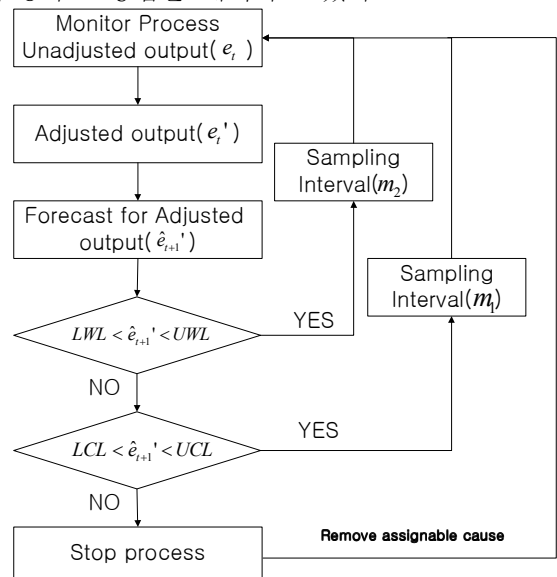 Monitor Process
Unadjusted output( e_t )
Adjusted output( e_t' )
Sampling
Interval(m_2)
Forecast for Adjusted
output( ê_{t+1}' )
Sampling
Interval(m_1)
LWL < ê_{t+1}' < UWL
YES
NO
LCL < ê_{t+1}' < UCL
YES
NO
Remove assignable cause
Stop process